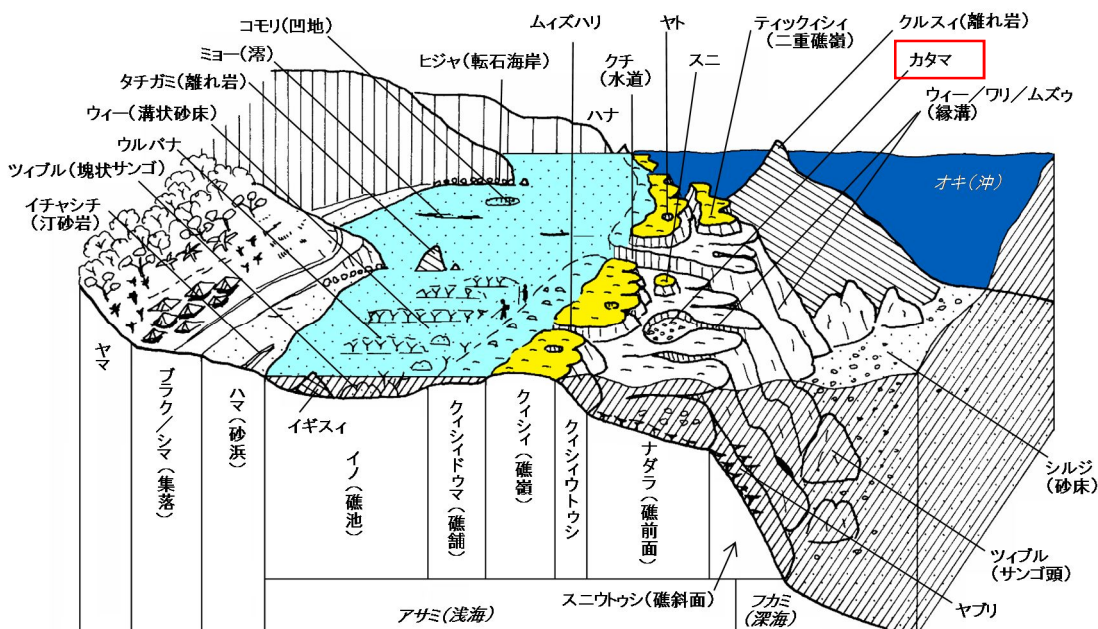 コモリ(凹地)
ミョー(澪)
タチガミ(離れ岩)
ウィー(溝状砂床)
ウルバナ
ツィブル(塊状サンゴ)
イチャシチ
(汀砂岩)
ヒジャ(転石海岸)
ムィズハリ
ハナ
クチ
(水道)
ヤト
スニ
ティックィシィ
(二重礁嶺)
クルスィ(離れ岩)
カタマ
ウィー/ワリ/ムズゥ
(縁溝)
オキ(沖)
ヤマ
ブラク/シマ(集落)
ハマ(砂浜)
イギスィ
イノ(礁池)
クィシィドゥマ(礁舗)
クィシィ(礁嶺)
クィシィウトゥシ
ナダラ(礁前面)
スニウトゥシ(礁斜面)
アサミ(浅海)
フカミ
(深海)
シルジ
(砂床)
ツィブル
(サンゴ頭)
ヤブリ